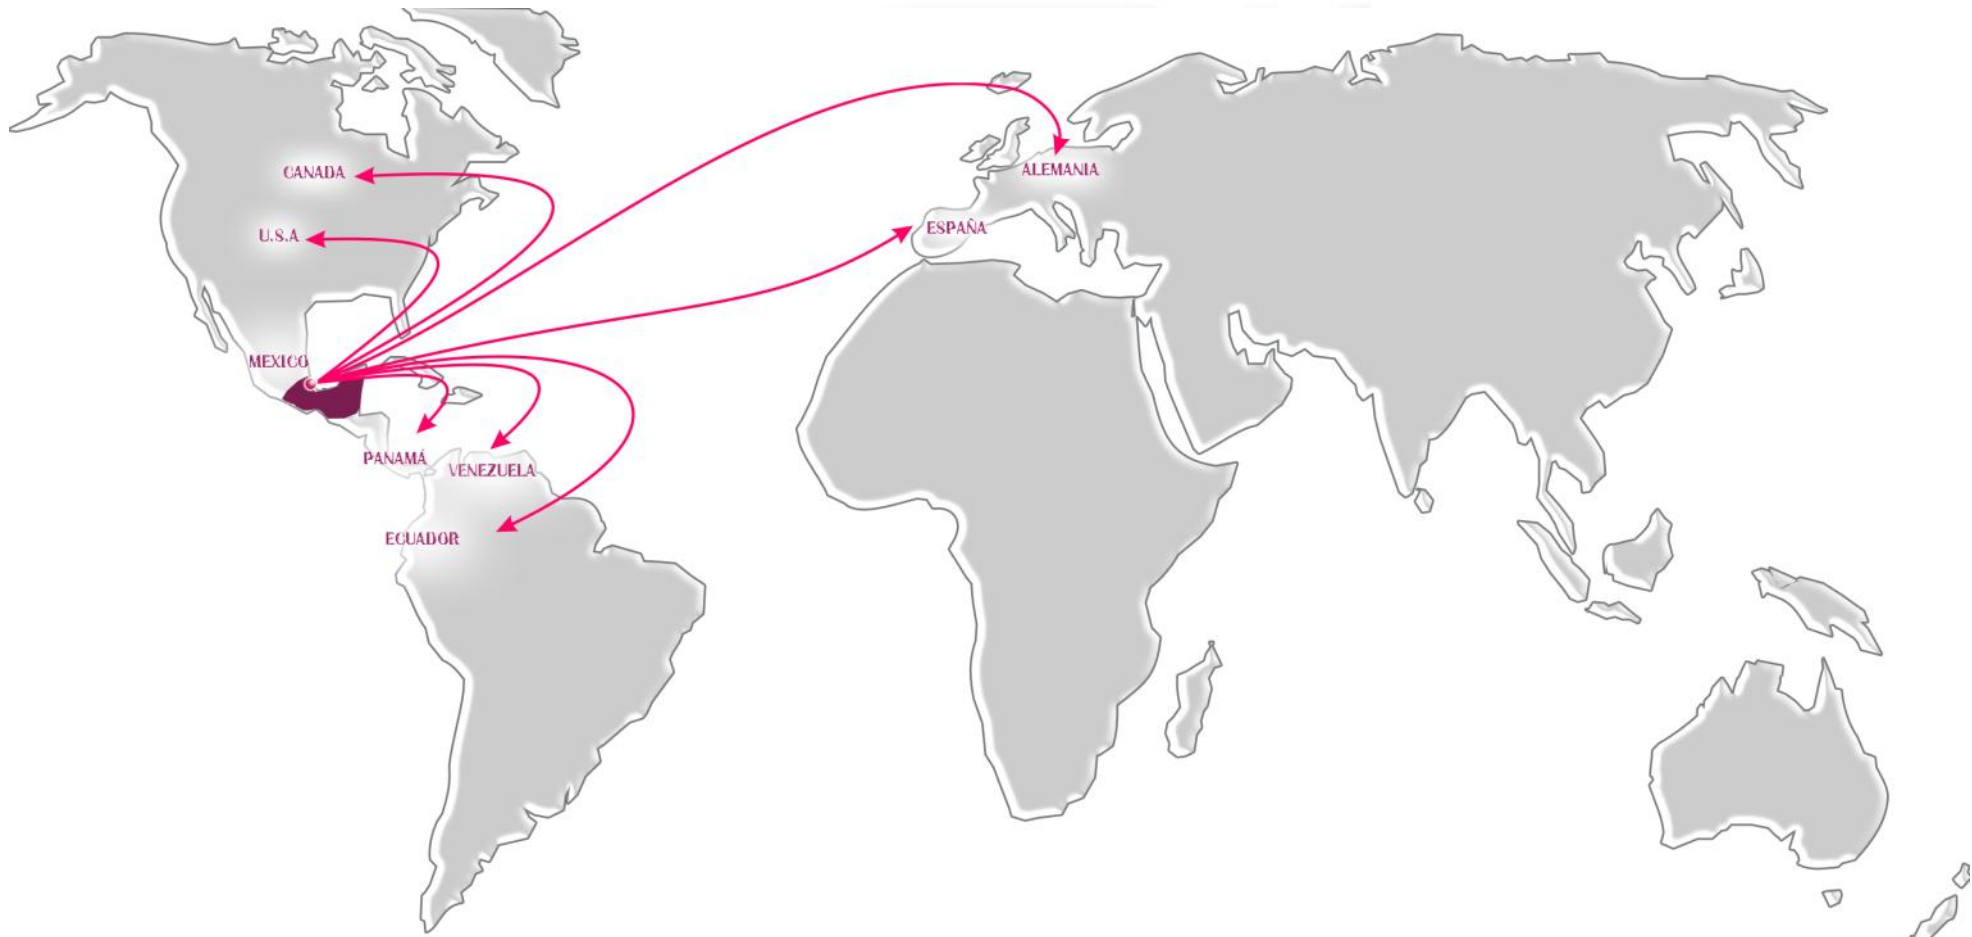 CANADA
ALEMANIA
U.S.A
ESPAÑA
MEXICO
PANAMÁ
VENEZUELA
ECUADOR